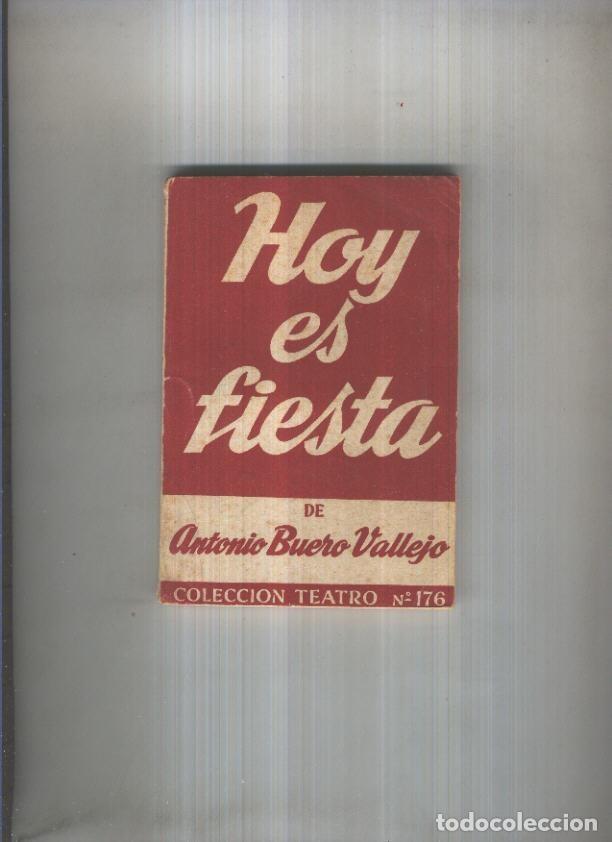 Hoy
es
fiesta
DE
Antonio Buero Vallejo
COLECCION TEATRO Nº 176
todocoleccion